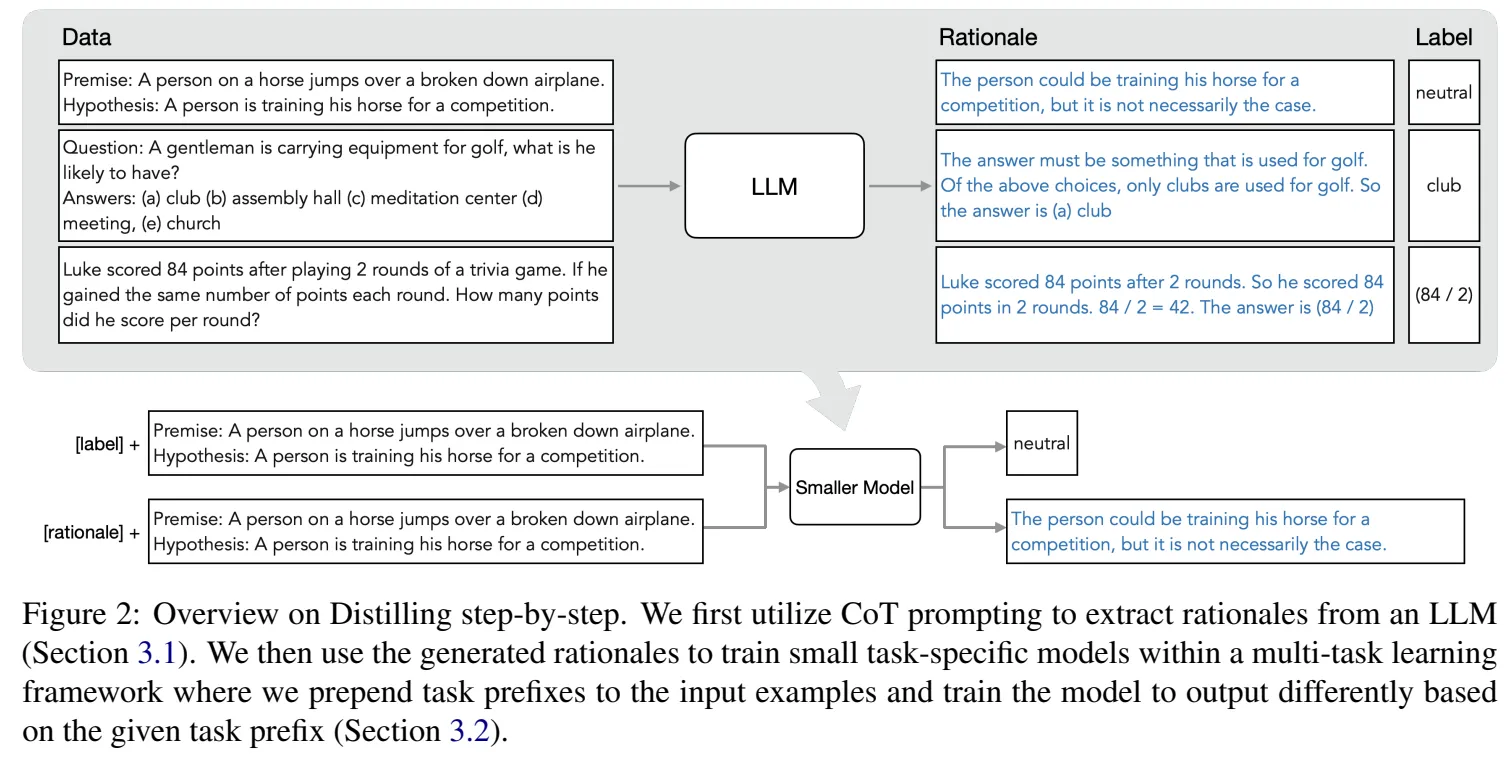 Data
Rationale
Label
Premise: A person on a horse jumps over a broken down airplane.
Hypothesis: A person is training his horse for a competition.
The person could be training his horse for a
competition, but it is not necessarily the case.
neutral
Question: A gentleman is carrying equipment for golf, what is he
likely to have?
Answers: (a) club (b) assembly hall (c) meditation center (d)
meeting, (e) church
LLM
The answer must be something that is used for golf.
Of the above choices, only clubs are used for golf. So
the answer is (a) club
club
Luke scored 84 points after playing 2 rounds of a trivia game. If he
gained the same number of points each round. How many points
did he score per round?
Luke scored 84 points after 2 rounds. So he scored 84
points in 2 rounds. 84 / 2 = 42. The answer is (84 / 2)
(84 / 2)
[label] +
Premise: A person on a horse jumps over a broken down airplane.
Hypothesis: A person is training his horse for a competition.
neutral
Smaller Model
[rationale] +
Premise: A person on a horse jumps over a broken down airplane.
Hypothesis: A person is training his horse for a competition.
The person could be training his horse for a
competition, but it is not necessarily the case.
Figure 2: Overview on Distilling step-by-step. We first utilize CoT prompting to extract rationales from an LLM
(Section 3.1). We then use the generated rationales to train small task-specific models within a multi-task learning
framework where we prepend task prefixes to the input examples and train the model to output differently based
on the given task prefix (Section 3.2).